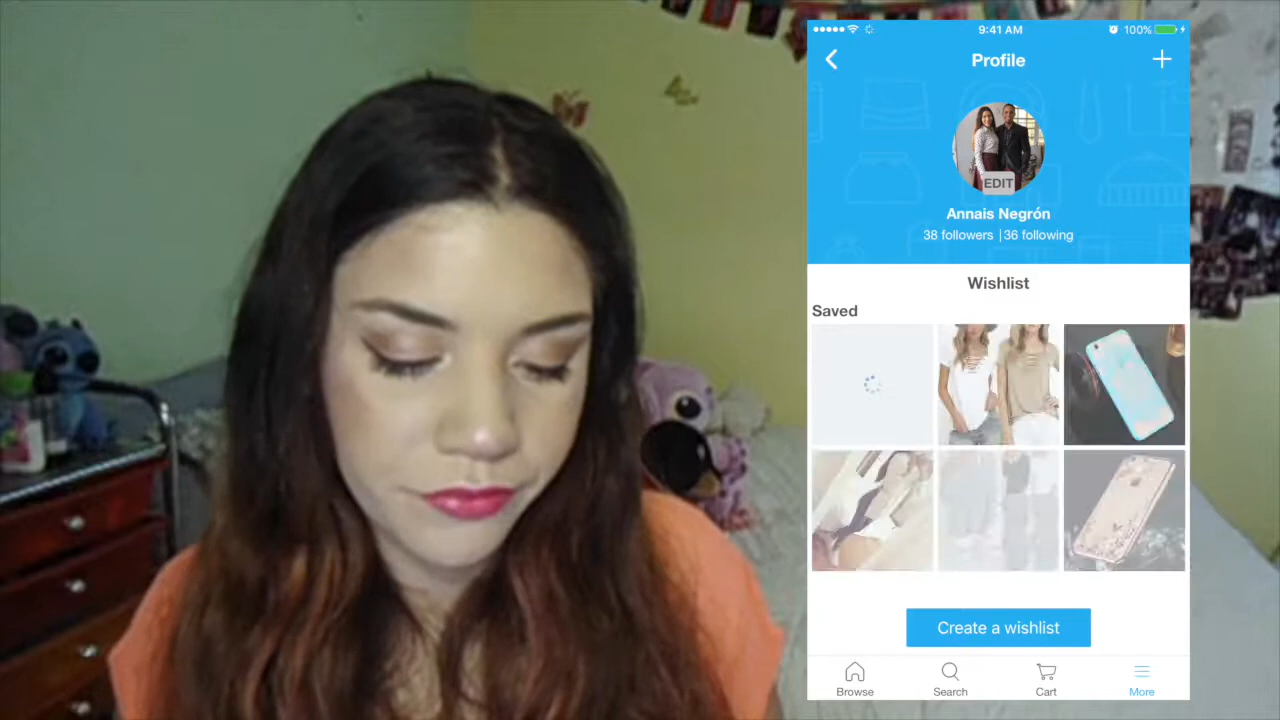 9:41 AM
100%
Profile
EDIT
Annais Negrón
38 followers | 36 following
Wishlist
Saved
Create a wishlist
Browse
Search
Cart
More